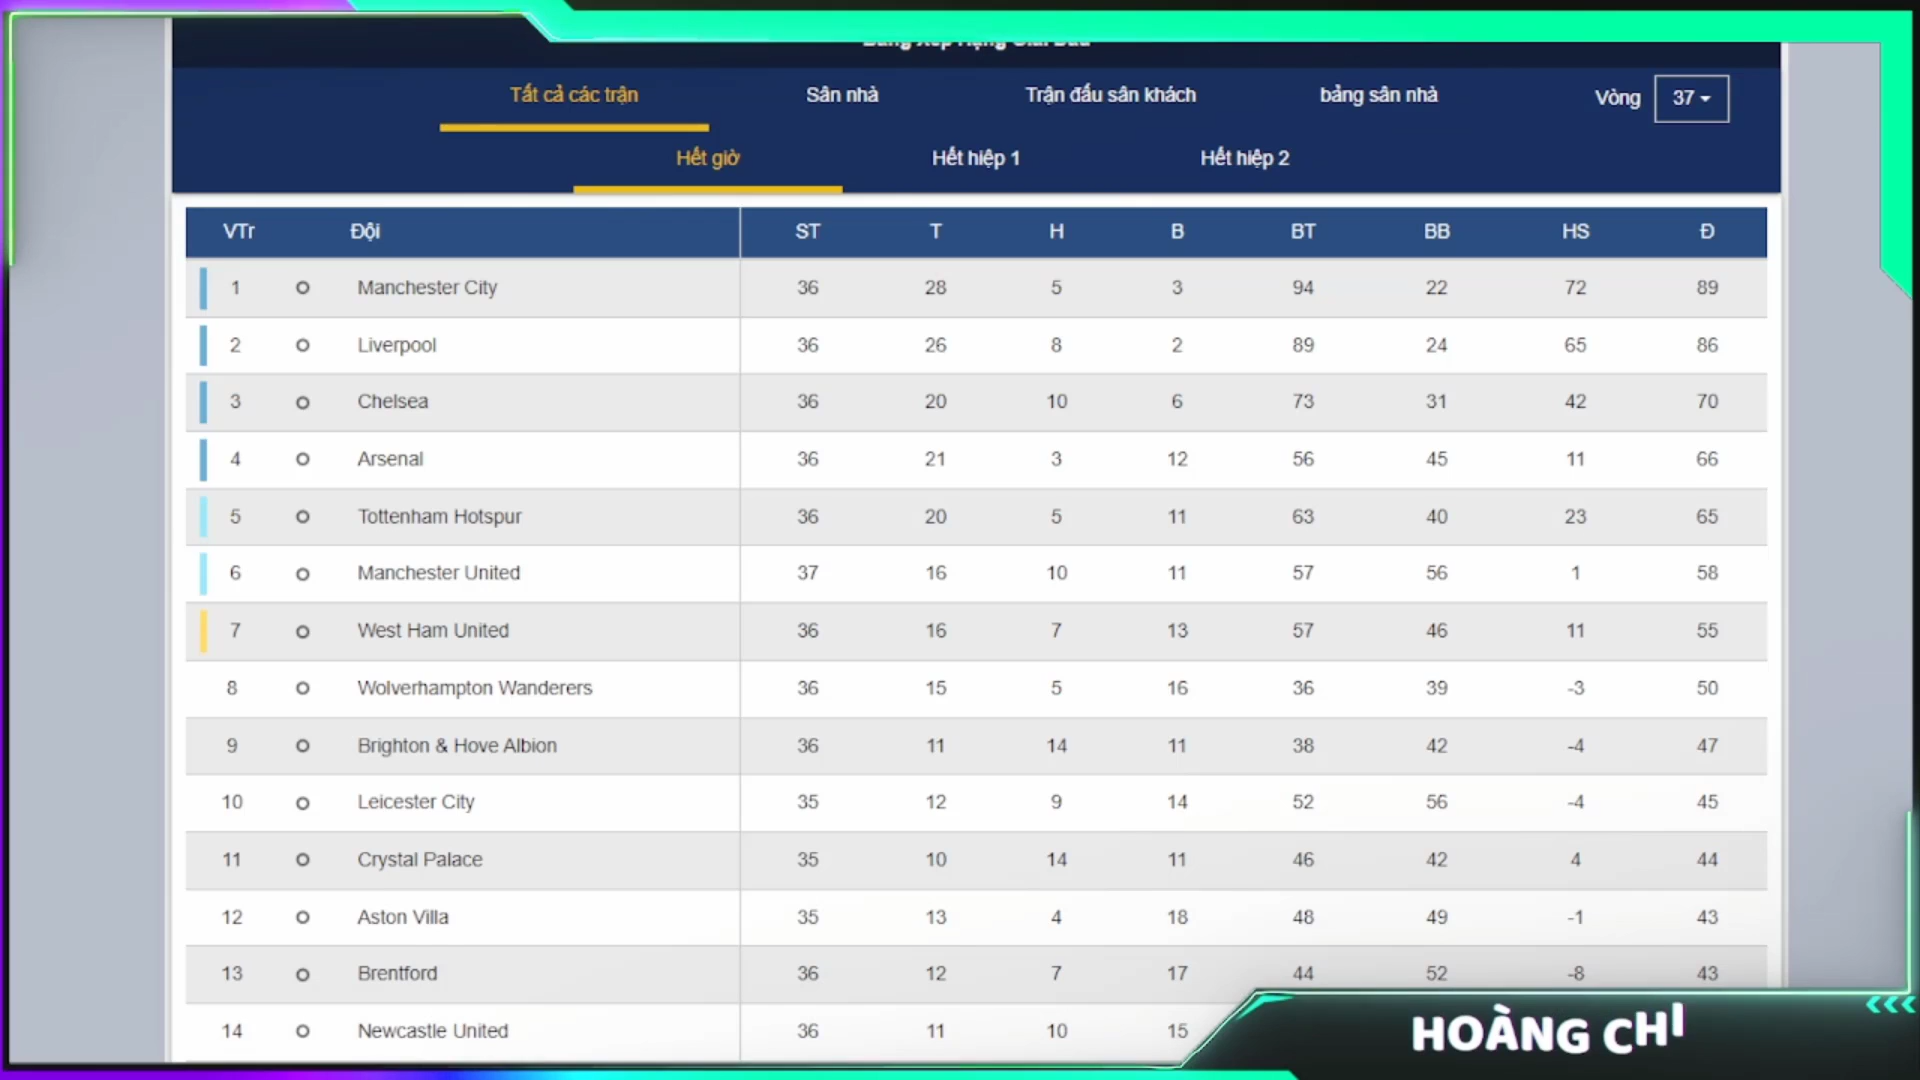 Bảng Xếp Hạng Giải Đấu
Tất cả các trận Sân nhà Trận đấu sân khách bảng sân nhà Vòng 37
Hết giờ Hết hiệp 1 Hết hiệp 2
VTr Đội ST T H B BT BB HS Đ
1 Manchester City 36 28 5 3 94 22 72 89
2 Liverpool 36 26 8 2 89 24 65 86
3 Chelsea 36 20 10 6 73 31 42 70
4 Arsenal 36 21 3 12 56 45 11 66
5 Tottenham Hotspur 36 20 5 11 63 40 23 65
6 Manchester United 37 16 10 11 57 56 1 58
7 West Ham United 36 16 7 13 57 46 11 55
8 Wolverhampton Wanderers 36 15 5 16 36 39 -3 50
9 Brighton & Hove Albion 36 11 14 11 38 42 -4 47
10 Leicester City 35 12 9 14 52 56 -4 45
11 Crystal Palace 35 10 14 11 46 42 4 44
12 Aston Villa 35 13 4 18 48 49 -1 43
13 Brentford 36 12 7 17 44 52 -8 43
14 Newcastle United 36 11 10 15
HOÀNG CHI